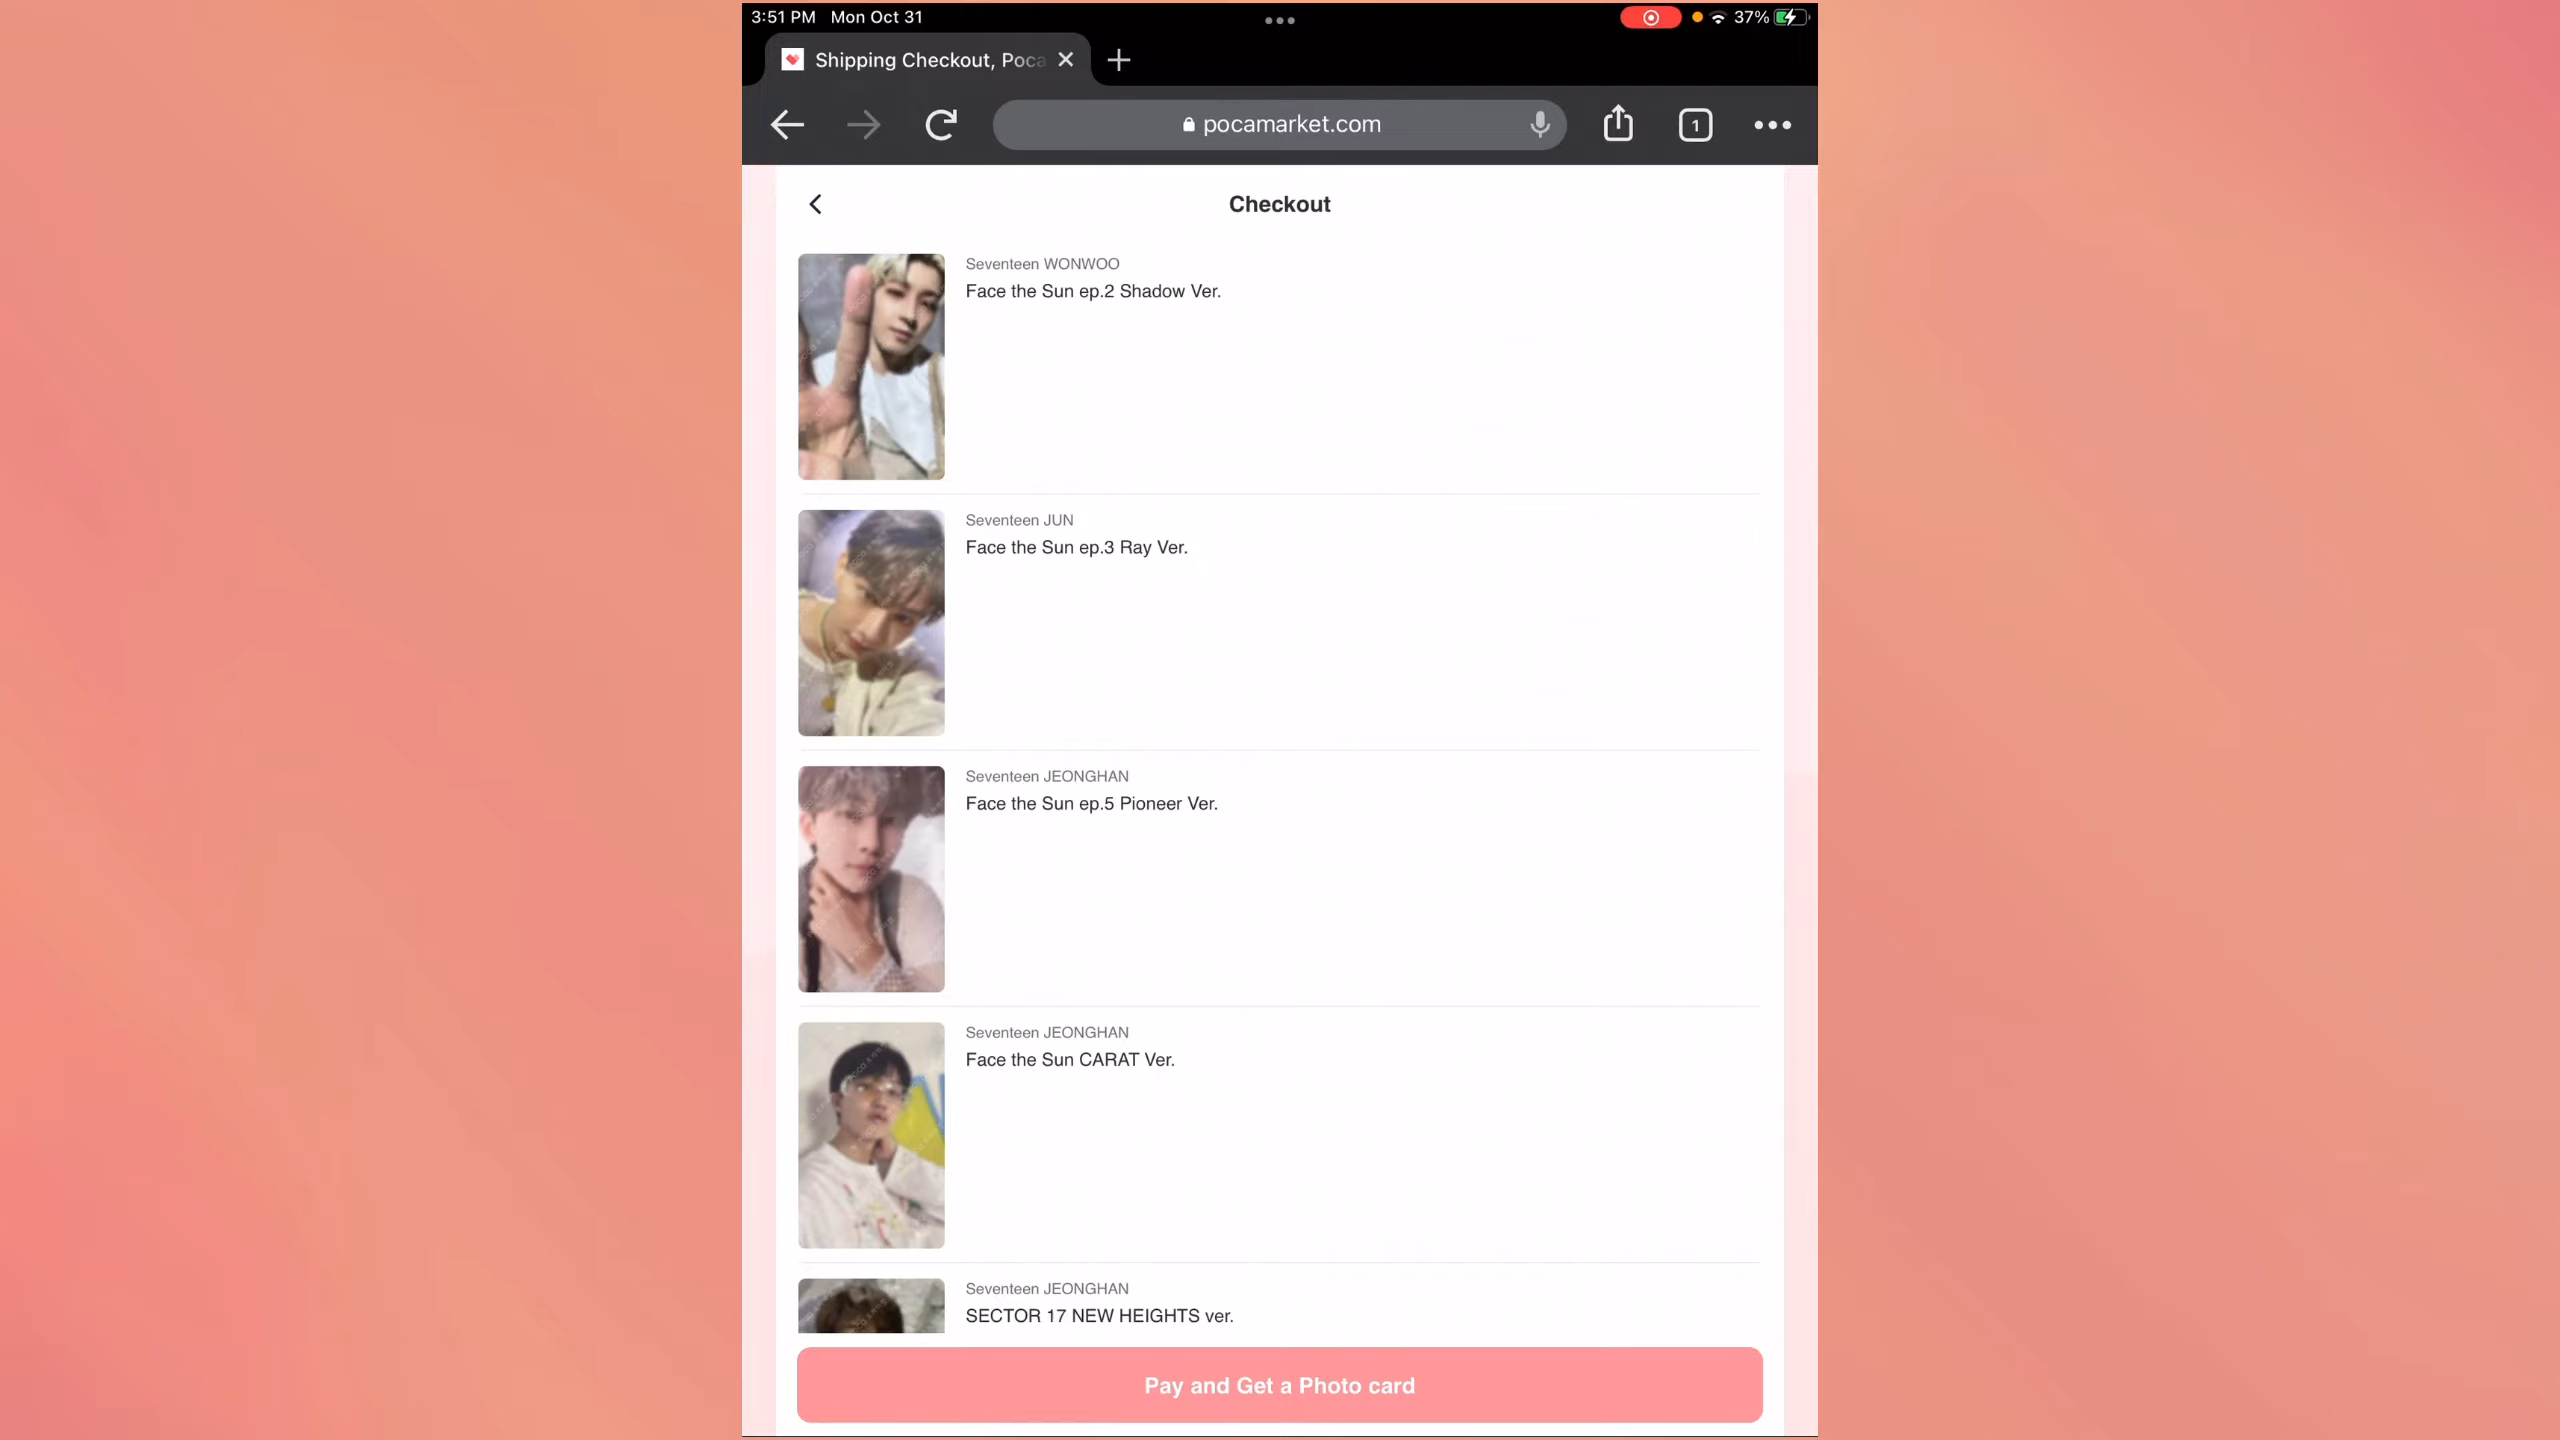 3:51 PM Mon Oct 31
37%
Shipping Checkout, Poca
pocamarket.com
1
Checkout
Seventeen WONWOO
Face the Sun ep.2 Shadow Ver.
Seventeen JUN
Face the Sun ep.3 Ray Ver.
Seventeen JEONGHAN
Face the Sun ep.5 Pioneer Ver.
Seventeen JEONGHAN
Face the Sun CARAT Ver.
Seventeen JEONGHAN
SECTOR 17 NEW HEIGHTS ver.
Pay and Get a Photo card